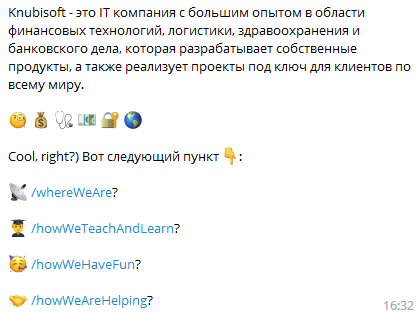 Knubisoft - это IT компания с большим опытом в области
финансовых технологий, логистики, здравоохранения и
банковского дела, которая разрабатывает собственные
продукты, а также реализует проекты под ключ для клиентов по
всему миру.
🧐 💰 🩺 💵 🔐 🌎
Cool, right?) Вот следующий пункт 👇:
📡 /whereWeAre?
👨‍🎓 /howWeTeachAndLearn?
🥳 /howWeHaveFun?
🤝 /howWeAreHelping?
16:32